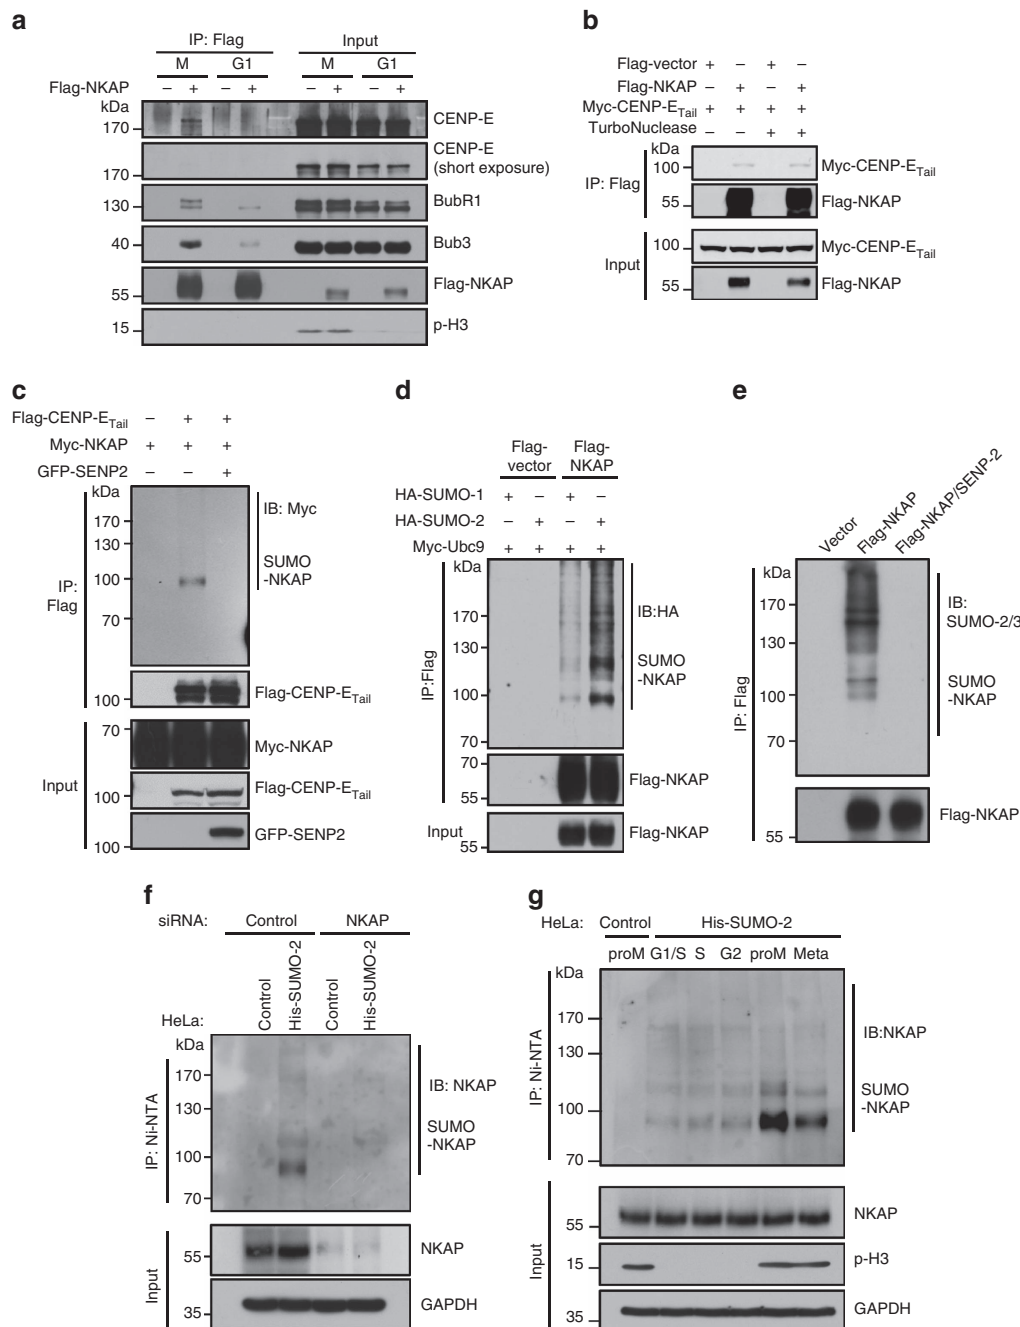 a
IP: Flag Input
M G1 M G1
Flag-NKAP – + – + – + – +
kDa
170 CENP-E
CENP-E
(short exposure)
170
130 BubR1
40 Bub3
Flag-NKAP
55
15 p-H3
b
Flag-vector + – + –
Flag-NKAP – + – +
Myc-CENP-ETail + + + +
TurboNuclease – – + +
kDa
IP: Flag
100 Myc-CENP-ETail
55 Flag-NKAP
Input
100 Myc-CENP-ETail
55 Flag-NKAP
c
Flag-CENP-ETail – + +
Myc-NKAP + + +
GFP-SENP2 – – +
kDa
IB: Myc
170
130
SUMO
-NKAP
100
IP:
Flag
70
100 Flag-CENP-ETail
70
Myc-NKAP
Input
100 Flag-CENP-ETail
GFP-SENP2
100
d
Flag-
vector
Flag-
NKAP
HA-SUMO-1 + – + –
HA-SUMO-2 – + – +
Myc-Ubc9 + + + +
kDa
IB:HA
170
130
SUMO
-NKAP
100
IP:Flag
70
70
Flag-NKAP
55
Input
Flag-NKAP
55
e
Vector
Flag-NKAP
Flag-NKAP/SENP-2
kDa
IB:
SUMO-2/3
170
130
SUMO
-NKAP
100
IP: Flag
70
Flag-NKAP
55
f
siRNA: Control NKAP
HeLa: Control His-SUMO-2 Control His-SUMO-2
kDa
170
IB: NKAP
130
SUMO
-NKAP
100
IP: Ni-NTA
70
NKAP
55
Input
GAPDH
35
g
HeLa: Control His-SUMO-2
proM G1/S S G2 proM Meta
kDa
170
IB:NKAP
130
SUMO
-NKAP
100
IP: Ni-NTA
70
NKAP
55
Input
15 p-H3
GAPDH
35